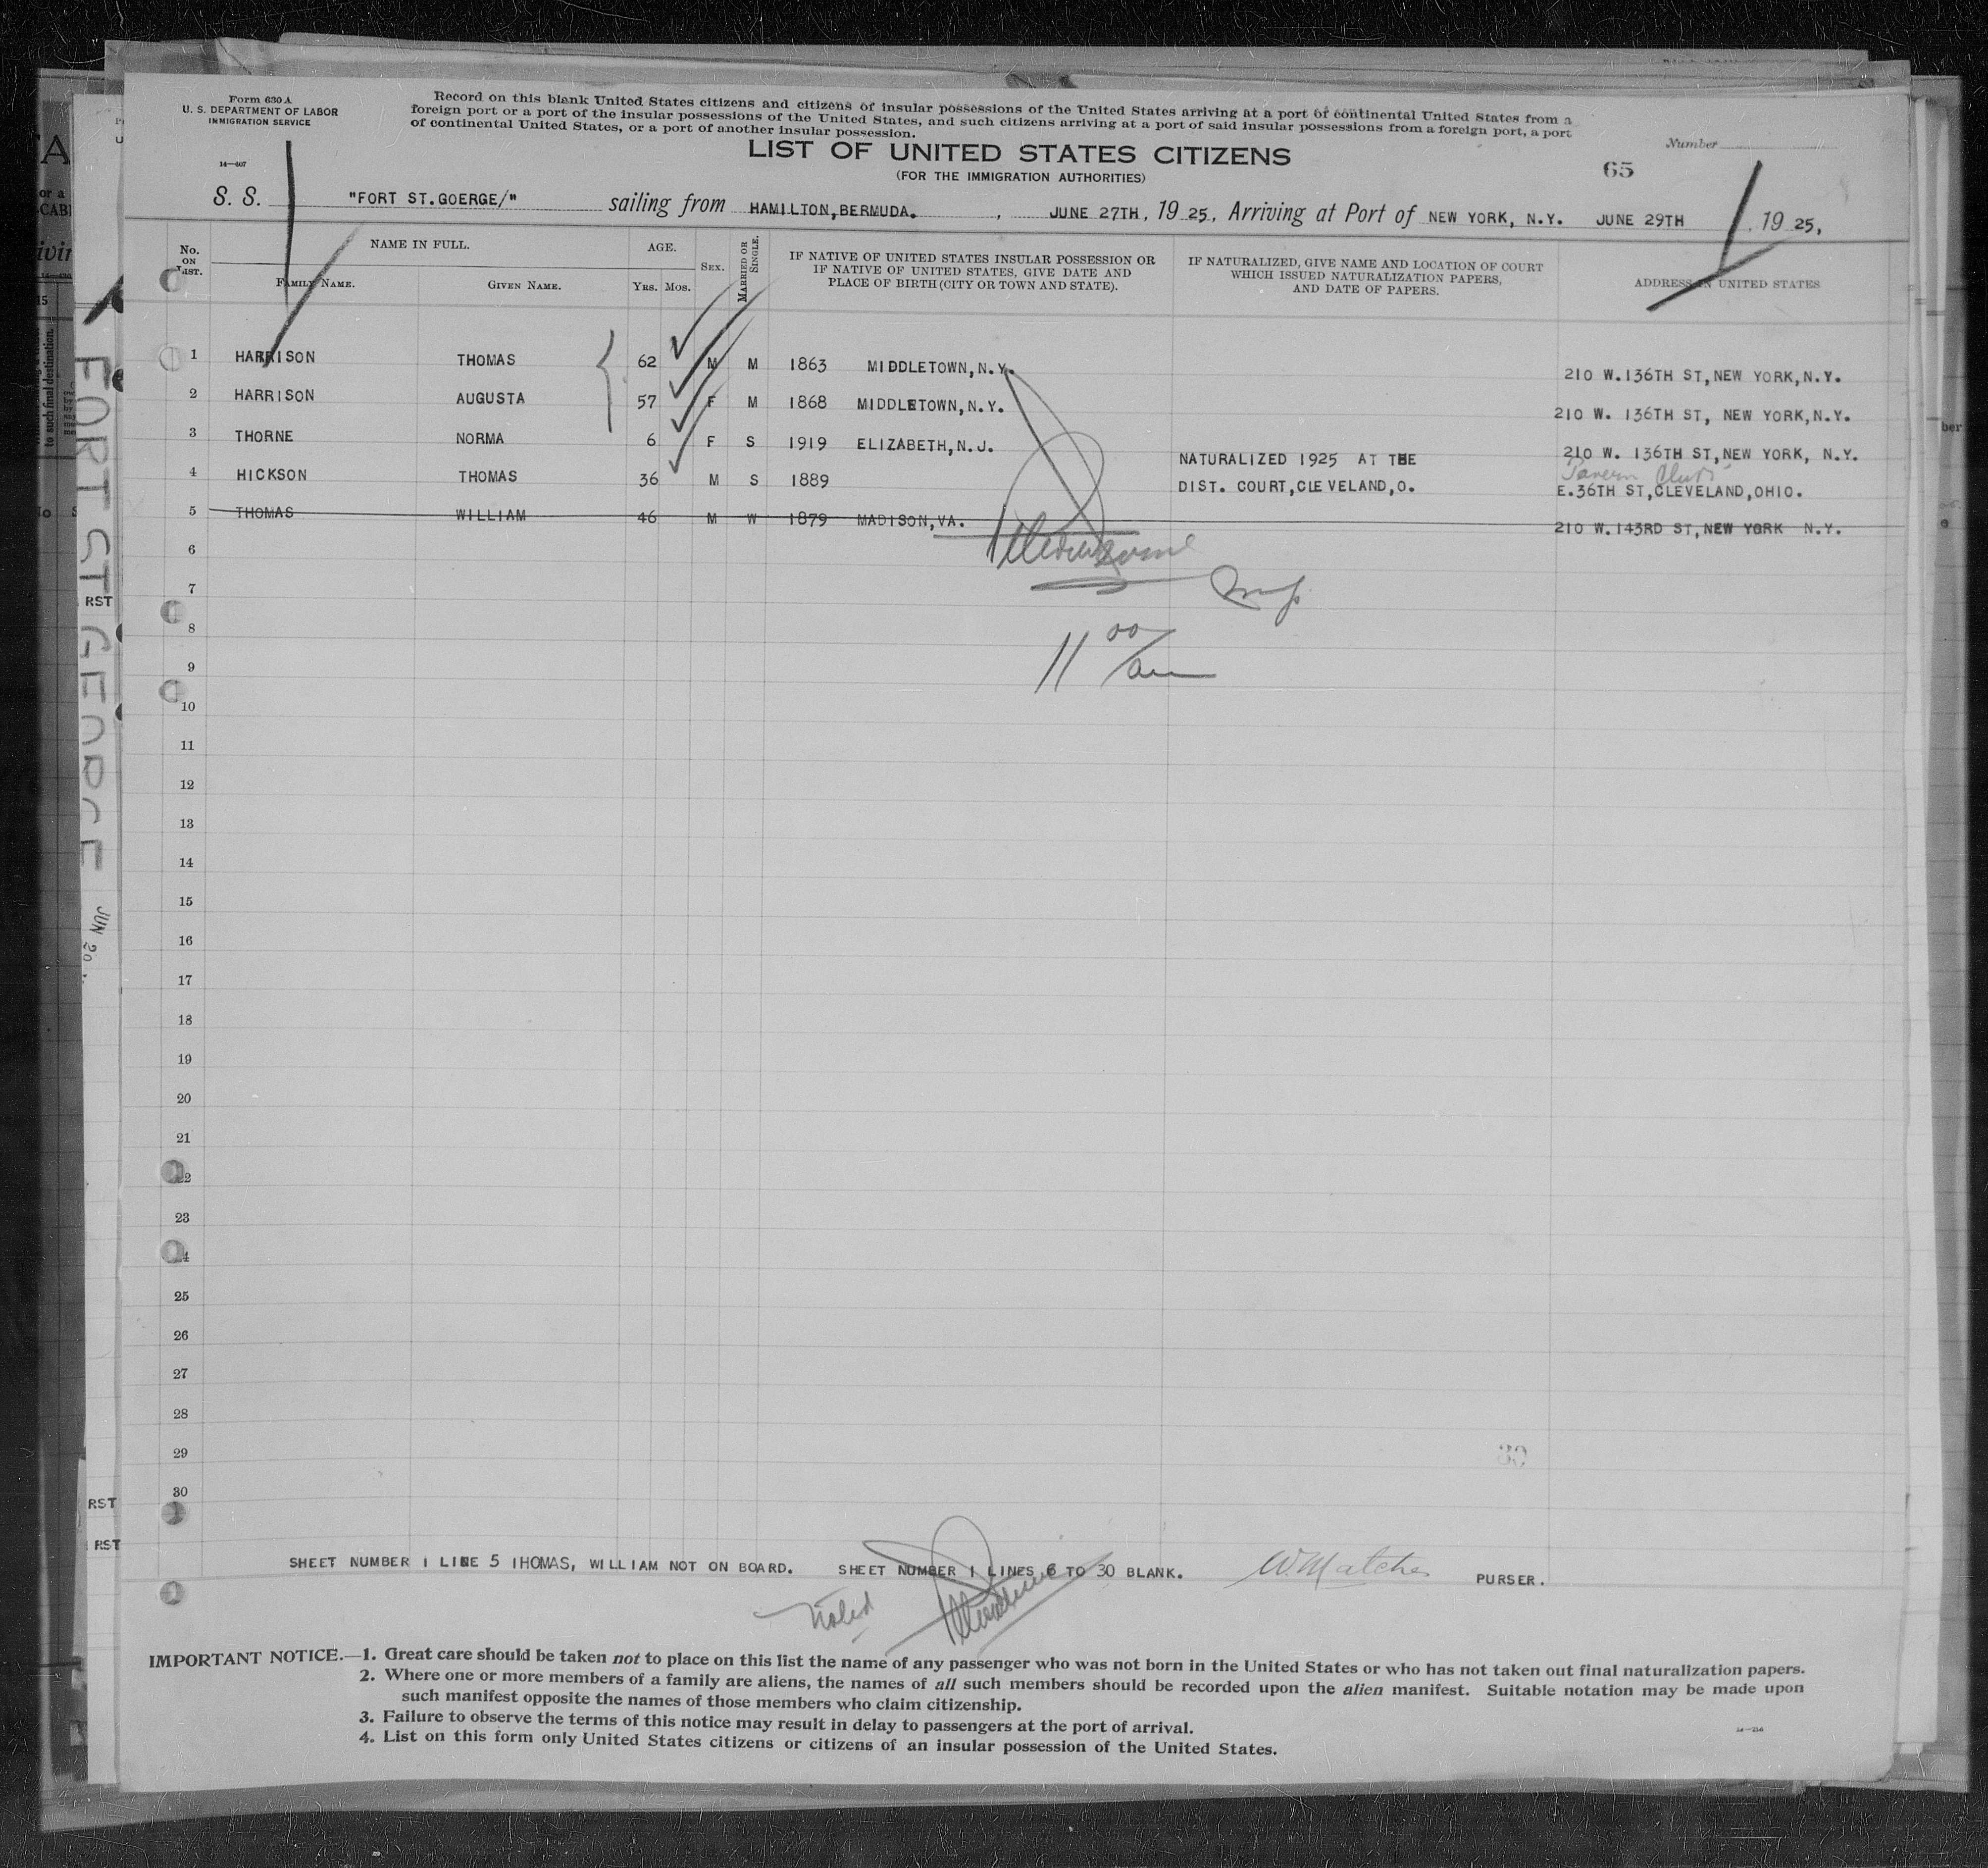 Form 630 A
U. S. DEPARTMENT OF LABOR
IMMIGRATION SERVICE
14—407
Record on this blank United States citizens and citizens of insular possessions of the United States arriving at a port of continental United States from a
foreign port or a port of the insular possessions of the United States, and such citizens arriving at a port of said insular possessions from a foreign port, a port
of continental United States, or a port of another insular possession.
LIST OF UNITED STATES CITIZENS
(FOR THE IMMIGRATION AUTHORITIES)
Number
65
S. S. "FORT ST.GOERGE/" sailing from HAMILTON,BERMUDA. , JUNE 27TH, 1925, Arriving at Port of NEW YORK, N.Y. JUNE 29TH , 1925,
No. ON LIST.
NAME IN FULL.
FAMILY NAME. GIVEN NAME.
AGE.
YRS. MOS.
SEX.
MARRIED OR SINGLE.
IF NATIVE OF UNITED STATES INSULAR POSSESSION OR
IF NATIVE OF UNITED STATES, GIVE DATE AND
PLACE OF BIRTH (CITY OR TOWN AND STATE).
IF NATURALIZED, GIVE NAME AND LOCATION OF COURT
WHICH ISSUED NATURALIZATION PAPERS,
AND DATE OF PAPERS.
ADDRESS IN UNITED STATES
1 HARRISON THOMAS 62 M M 1863 MIDDLETOWN,N.Y. 210 W.136TH ST,NEW YORK,N.Y.
2 HARRISON AUGUSTA 57 F M 1868 MIDDLETOWN,N.Y. 210 W. 136TH ST, NEW YORK,N.Y.
3 THORNE NORMA 6 F S 1919 ELIZABETH,N.J. 210 W. 136TH ST,NEW YORK, N.Y.
4 HICKSON THOMAS 36 M S 1889 NATURALIZED 1925 AT THE
DIST. COURT,CLEVELAND,O. Tavern Club
E.36TH ST,CLEVELAND,OHIO.
5 THOMAS WILLIAM 46 M W 1879 MADISON,VA. 210 W.143RD ST,NEW YORK N.Y.
6
7
8
11 00/am
9
10
11
12
13
14
15
16
17
18
19
20
21
22
23
24
25
26
27
28
29
30
SHEET NUMBER 1 LINE 5 THOMAS, WILLIAM NOT ON BOARD. SHEET NUMBER 1 LINES 6 TO 30 BLANK. PURSER.
Noted
IMPORTANT NOTICE.—1. Great care should be taken not to place on this list the name of any passenger who was not born in the United States or who has not taken out final naturalization papers.
2. Where one or more members of a family are aliens, the names of all such members should be recorded upon the alien manifest. Suitable notation may be made upon
such manifest opposite the names of those members who claim citizenship.
3. Failure to observe the terms of this notice may result in delay to passengers at the port of arrival.
4. List on this form only United States citizens or citizens of an insular possession of the United States.
FORT ST GEORGE JUN 20
RST
RST
RST